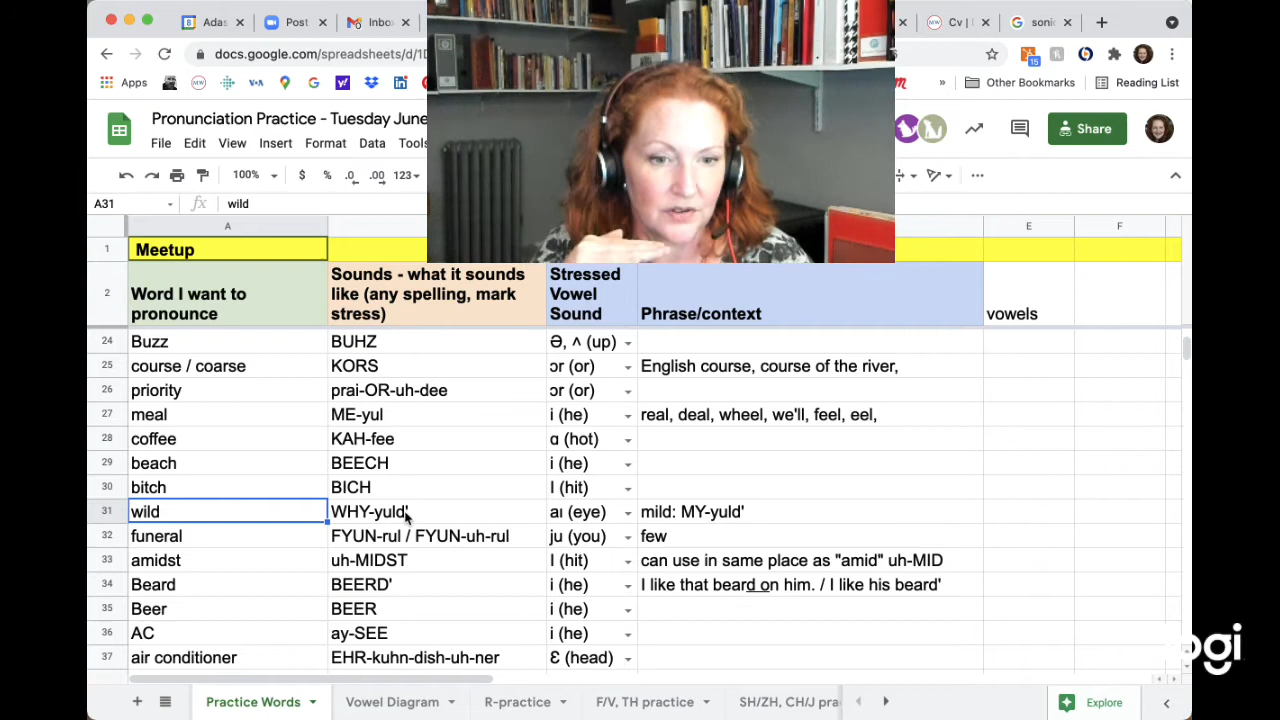 Adas
Post
Inbo
Cv |
sonic
docs.google.com/spreadsheets/d/1D
15
Apps
Other Bookmarks
Reading List
Pronunciation Practice - Tuesday June
Share
File Edit View Insert Format Data Tools
100% $ % .0 .00 123
A31 fx wild
A E F
1 Meetup
2 Word I want to pronounce
Sounds - what it sounds like (any spelling, mark stress)
Stressed Vowel Sound
Phrase/context
vowels
24 Buzz BUHZ Ə, ʌ (up)
25 course / coarse KORS ɔr (or) English course, course of the river,
26 priority prai-OR-uh-dee ɔr (or)
27 meal ME-yul i (he) real, deal, wheel, we'll, feel, eel,
28 coffee KAH-fee ɑ (hot)
29 beach BEECH i (he)
30 bitch BICH I (hit)
31 wild WHY-yuld' aɪ (eye) mild: MY-yuld'
32 funeral FYUN-rul / FYUN-uh-rul ju (you) few
33 amidst uh-MIDST I (hit) can use in same place as "amid" uh-MID
34 Beard BEERD' i (he) I like that beard on him. / I like his beard'
35 Beer BEER i (he)
36 AC ay-SEE i (he)
37 air conditioner EHR-kuhn-dish-uh-ner Ɛ (head)
Practice Words Vowel Diagram R-practice F/V, TH practice SH/ZH, CH/J pra
Explore